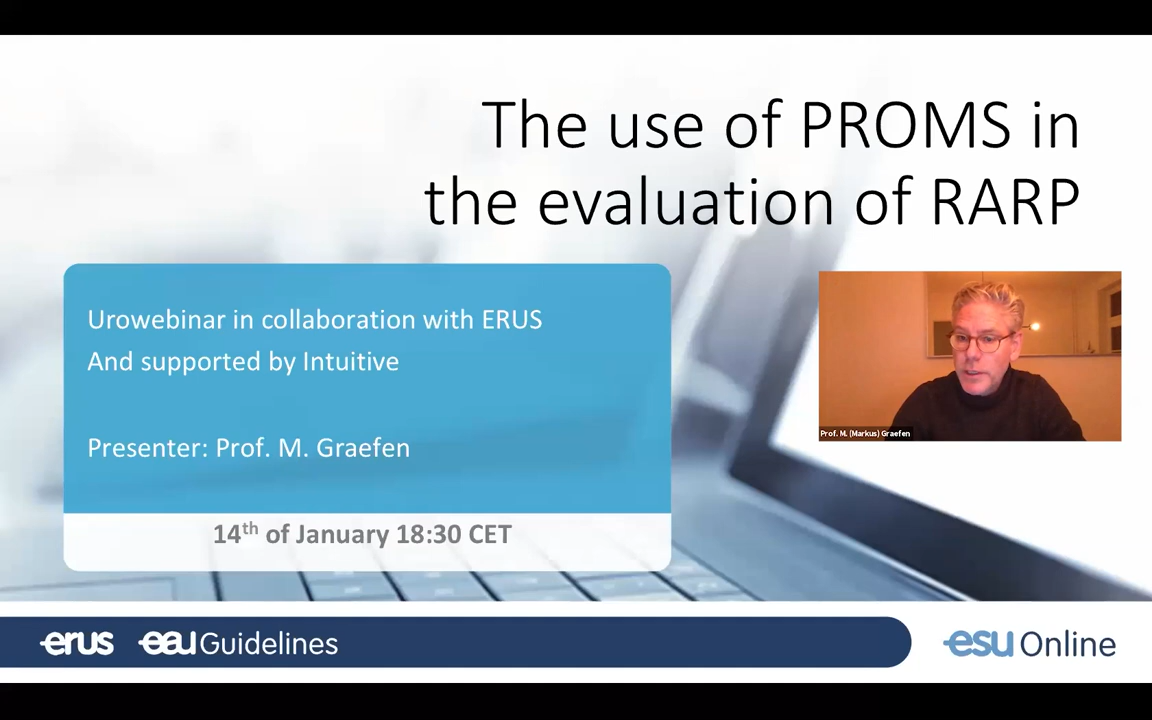 The use of PROMS in
the evaluation of RARP
Urowebinar in collaboration with ERUS
And supported by Intuitive
Presenter: Prof. M. Graefen
14th of January 18:30 CET
Prof. M. (Markus) Graefen
erus eau Guidelines
esu Online